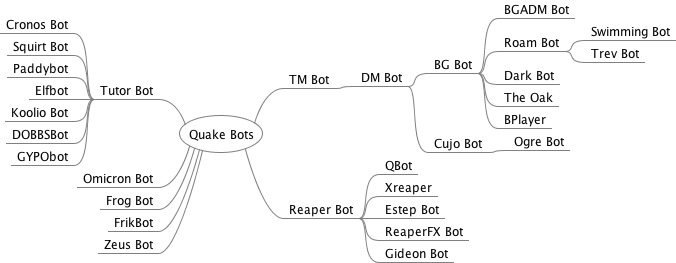 Quake Bots
Tutor Bot
Cronos Bot
Squirt Bot
Paddybot
Elfbot
Koolio Bot
DOBBSBot
GYPObot
Omicron Bot
Frog Bot
FrikBot
Zeus Bot
TM Bot
DM Bot
BG Bot
BGADM Bot
Roam Bot
Swimming Bot
Trev Bot
Dark Bot
The Oak
BPlayer
Cujo Bot
Ogre Bot
Reaper Bot
QBot
Xreaper
Estep Bot
ReaperFX Bot
Gideon Bot